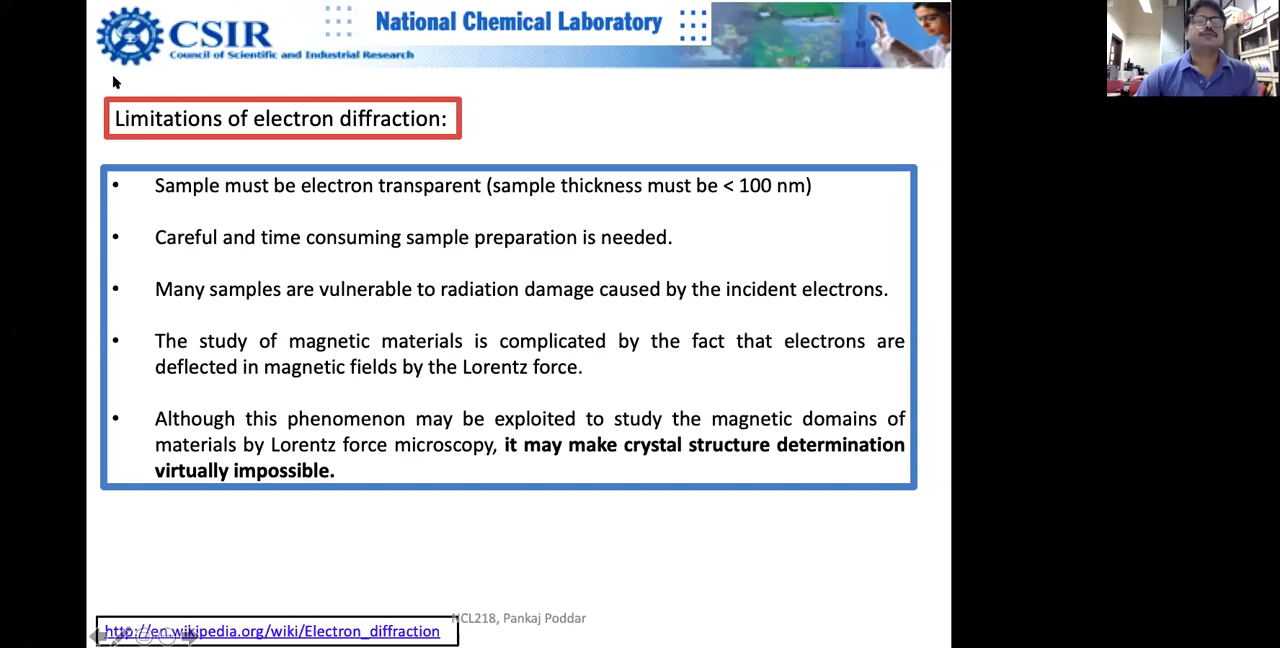 CSIR
Council of Scientific and Industrial Research
National Chemical Laboratory
Limitations of electron diffraction:
• Sample must be electron transparent (sample thickness must be < 100 nm)
• Careful and time consuming sample preparation is needed.
• Many samples are vulnerable to radiation damage caused by the incident electrons.
• The study of magnetic materials is complicated by the fact that electrons are
deflected in magnetic fields by the Lorentz force.
• Although this phenomenon may be exploited to study the magnetic domains of
materials by Lorentz force microscopy, it may make crystal structure determination
virtually impossible.
NCL218, Pankaj Poddar
http://en.wikipedia.org/wiki/Electron_diffraction